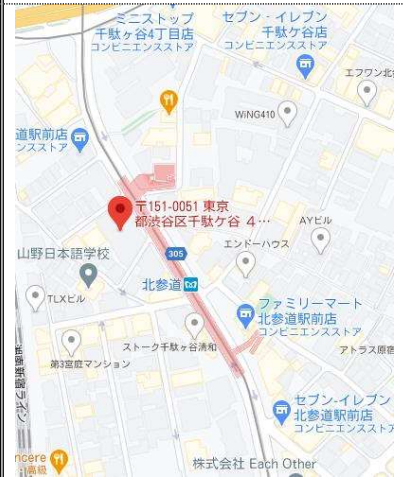 ミニストップ
千駄ヶ谷4丁目店
コンビニエンスストア
セブン - イレブン
千駄ケ谷店
コンビニエンスストア
エフワン北
WiNG410
道駅前店
ンスストア
〒151-0051 東京
都渋谷区千駄ケ谷 4…
AYビル
エンドーハウス
305
山野日本語学校
北参道
TLXビル
ファミリーマート
北参道駅前店
コンビニエンスストア
ストーク千駄ヶ谷清和
アトラス原宿
第3宮庭マンション
新宿ライン
セブン-イレブン
北参道駅前店
コンビニエンスストア
ncere
高級
株式会社 Each Other